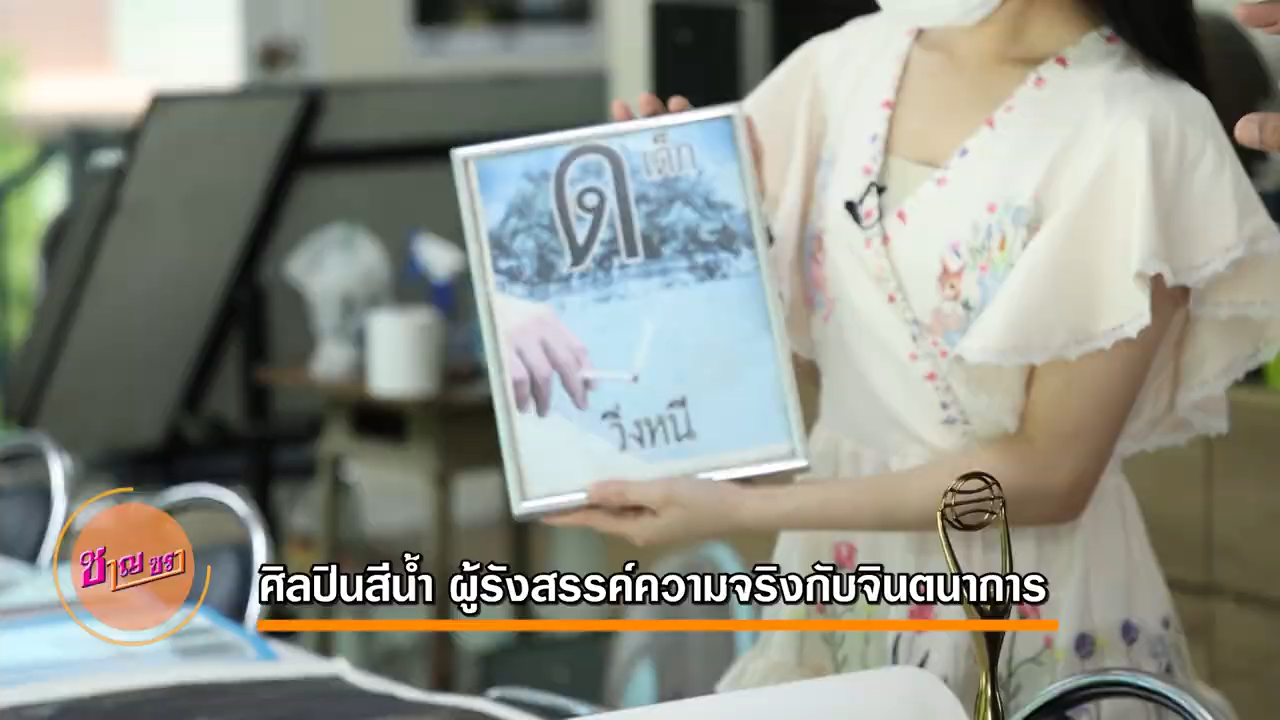 ด เด็ก
วิ่งหนี
ชาญ ชรา
ศิลปินสีน้ำ ผู้รังสรรค์ความจริงกับจินตนาการ